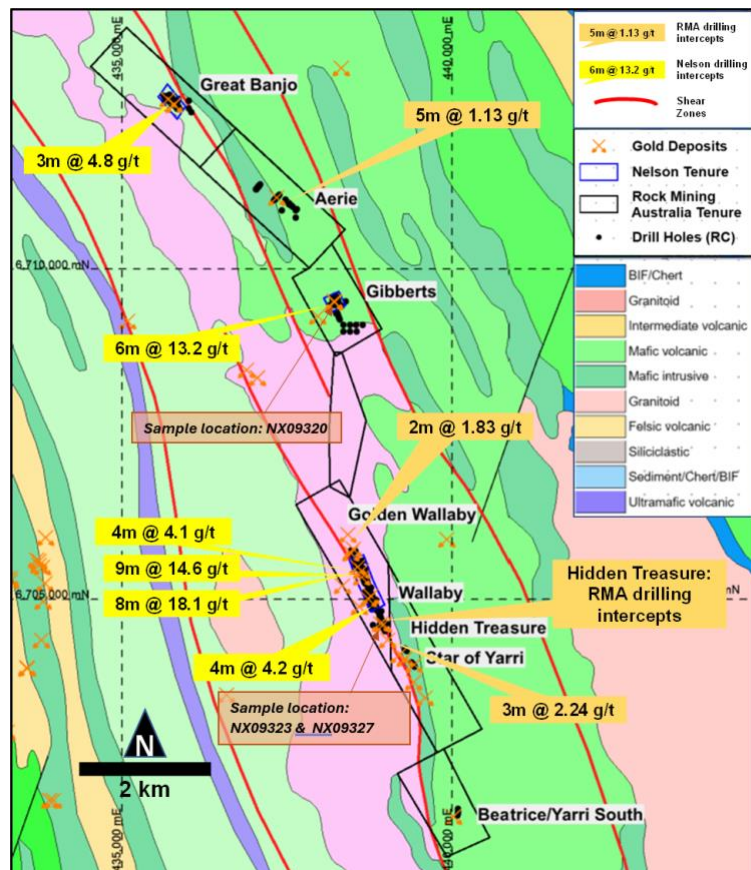 435,000 mE
440,000 mE
Great Banjo
5m @ 1.13 g/t
3m @ 4.8 g/t
Aerie
6,710,000 mN
Gibberts
6m @ 13.2 g/t
Sample location: NX09320
2m @ 1.83 g/t
Golden Wallaby
4m @ 4.1 g/t
9m @ 14.6 g/t
Wallaby
8m @ 18.1 g/t
Hidden Treasure:
RMA drilling
intercepts
6,705,000 mN
mN
Hidden Treasure
4m @ 4.2 g/t
Star of Yarri
Sample location:
NX09323 & NX09327
3m @ 2.24 g/t
N
2 km
Beatrice/Yarri South
435,000 mE
5m @ 1.13 g/t
RMA drilling
intercepts
6m @ 13.2 g/t
Nelson drilling
intercepts
Shear
Zones
Gold Deposits
Nelson Tenure
Rock Mining
Australia Tenure
Drill Holes (RC)
BIF/Chert
Granitoid
Intermediate volcanic
Mafic volcanic
Mafic intrusive
Granitoid
Felsic volcanic
Siliciclastic
Sediment/Chert/BIF
Ultramafic volcanic